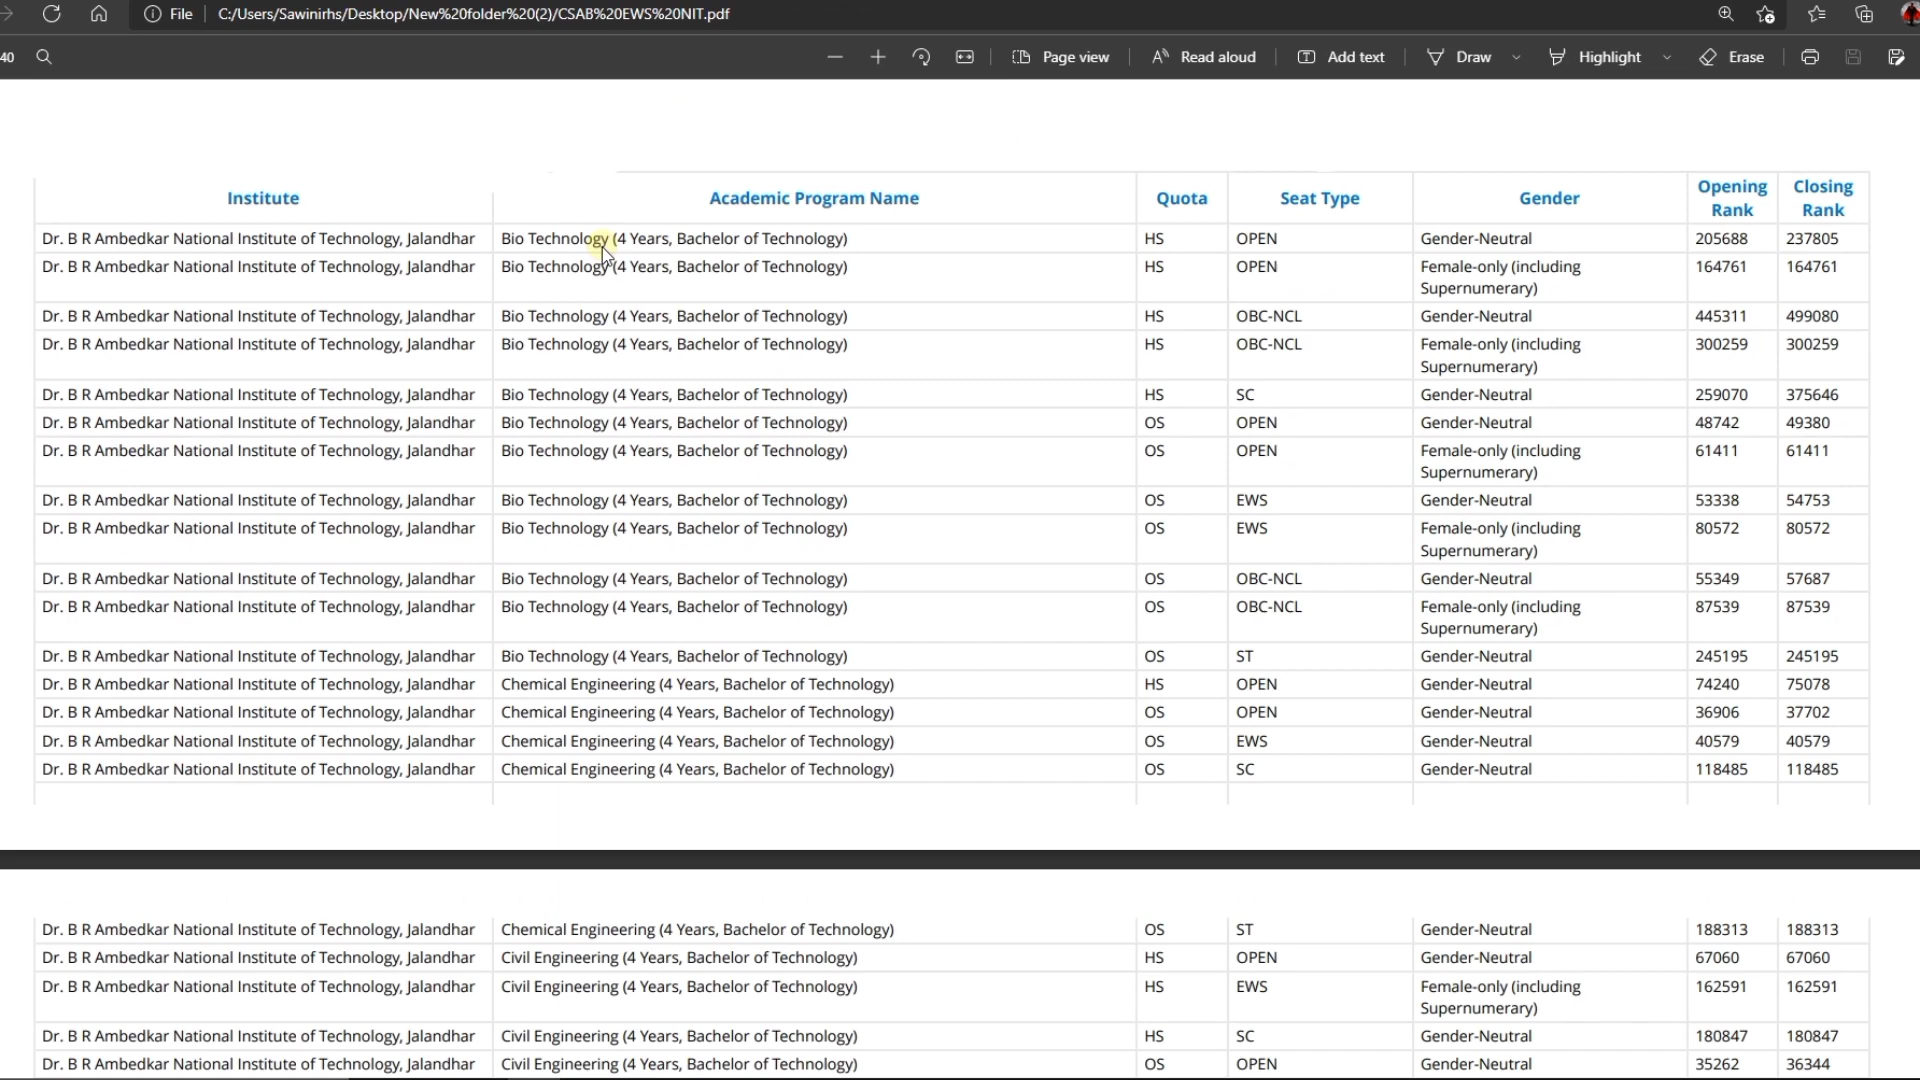 File C:/Users/Sawinirhs/Desktop/New%20folder%20(2)/CSAB%20EWS%20NIT.pdf
40 Page view Read aloud Add text Draw Highlight Erase
Institute Academic Program Name Quota Seat Type Gender Opening Rank Closing Rank
Dr. B R Ambedkar National Institute of Technology, Jalandhar Bio Technology (4 Years, Bachelor of Technology) HS OPEN Gender-Neutral 205688 237805
Dr. B R Ambedkar National Institute of Technology, Jalandhar Bio Technology (4 Years, Bachelor of Technology) HS OPEN Female-only (including 164761 164761
Supernumerary)
Dr. B R Ambedkar National Institute of Technology, Jalandhar Bio Technology (4 Years, Bachelor of Technology) HS OBC-NCL Gender-Neutral 445311 499080
Dr. B R Ambedkar National Institute of Technology, Jalandhar Bio Technology (4 Years, Bachelor of Technology) HS OBC-NCL Female-only (including 300259 300259
Supernumerary)
Dr. B R Ambedkar National Institute of Technology, Jalandhar Bio Technology (4 Years, Bachelor of Technology) HS SC Gender-Neutral 259070 375646
Dr. B R Ambedkar National Institute of Technology, Jalandhar Bio Technology (4 Years, Bachelor of Technology) OS OPEN Gender-Neutral 48742 49380
Dr. B R Ambedkar National Institute of Technology, Jalandhar Bio Technology (4 Years, Bachelor of Technology) OS OPEN Female-only (including 61411 61411
Supernumerary)
Dr. B R Ambedkar National Institute of Technology, Jalandhar Bio Technology (4 Years, Bachelor of Technology) OS EWS Gender-Neutral 53338 54753
Dr. B R Ambedkar National Institute of Technology, Jalandhar Bio Technology (4 Years, Bachelor of Technology) OS EWS Female-only (including 80572 80572
Supernumerary)
Dr. B R Ambedkar National Institute of Technology, Jalandhar Bio Technology (4 Years, Bachelor of Technology) OS OBC-NCL Gender-Neutral 55349 57687
Dr. B R Ambedkar National Institute of Technology, Jalandhar Bio Technology (4 Years, Bachelor of Technology) OS OBC-NCL Female-only (including 87539 87539
Supernumerary)
Dr. B R Ambedkar National Institute of Technology, Jalandhar Bio Technology (4 Years, Bachelor of Technology) OS ST Gender-Neutral 245195 245195
Dr. B R Ambedkar National Institute of Technology, Jalandhar Chemical Engineering (4 Years, Bachelor of Technology) HS OPEN Gender-Neutral 74240 75078
Dr. B R Ambedkar National Institute of Technology, Jalandhar Chemical Engineering (4 Years, Bachelor of Technology) OS OPEN Gender-Neutral 36906 37702
Dr. B R Ambedkar National Institute of Technology, Jalandhar Chemical Engineering (4 Years, Bachelor of Technology) OS EWS Gender-Neutral 40579 40579
Dr. B R Ambedkar National Institute of Technology, Jalandhar Chemical Engineering (4 Years, Bachelor of Technology) OS SC Gender-Neutral 118485 118485
Dr. B R Ambedkar National Institute of Technology, Jalandhar Chemical Engineering (4 Years, Bachelor of Technology) OS ST Gender-Neutral 188313 188313
Dr. B R Ambedkar National Institute of Technology, Jalandhar Civil Engineering (4 Years, Bachelor of Technology) HS OPEN Gender-Neutral 67060 67060
Dr. B R Ambedkar National Institute of Technology, Jalandhar Civil Engineering (4 Years, Bachelor of Technology) HS EWS Female-only (including 162591 162591
Supernumerary)
Dr. B R Ambedkar National Institute of Technology, Jalandhar Civil Engineering (4 Years, Bachelor of Technology) HS SC Gender-Neutral 180847 180847
Dr. B R Ambedkar National Institute of Technology, Jalandhar Civil Engineering (4 Years, Bachelor of Technology) OS OPEN Gender-Neutral 35262 36344